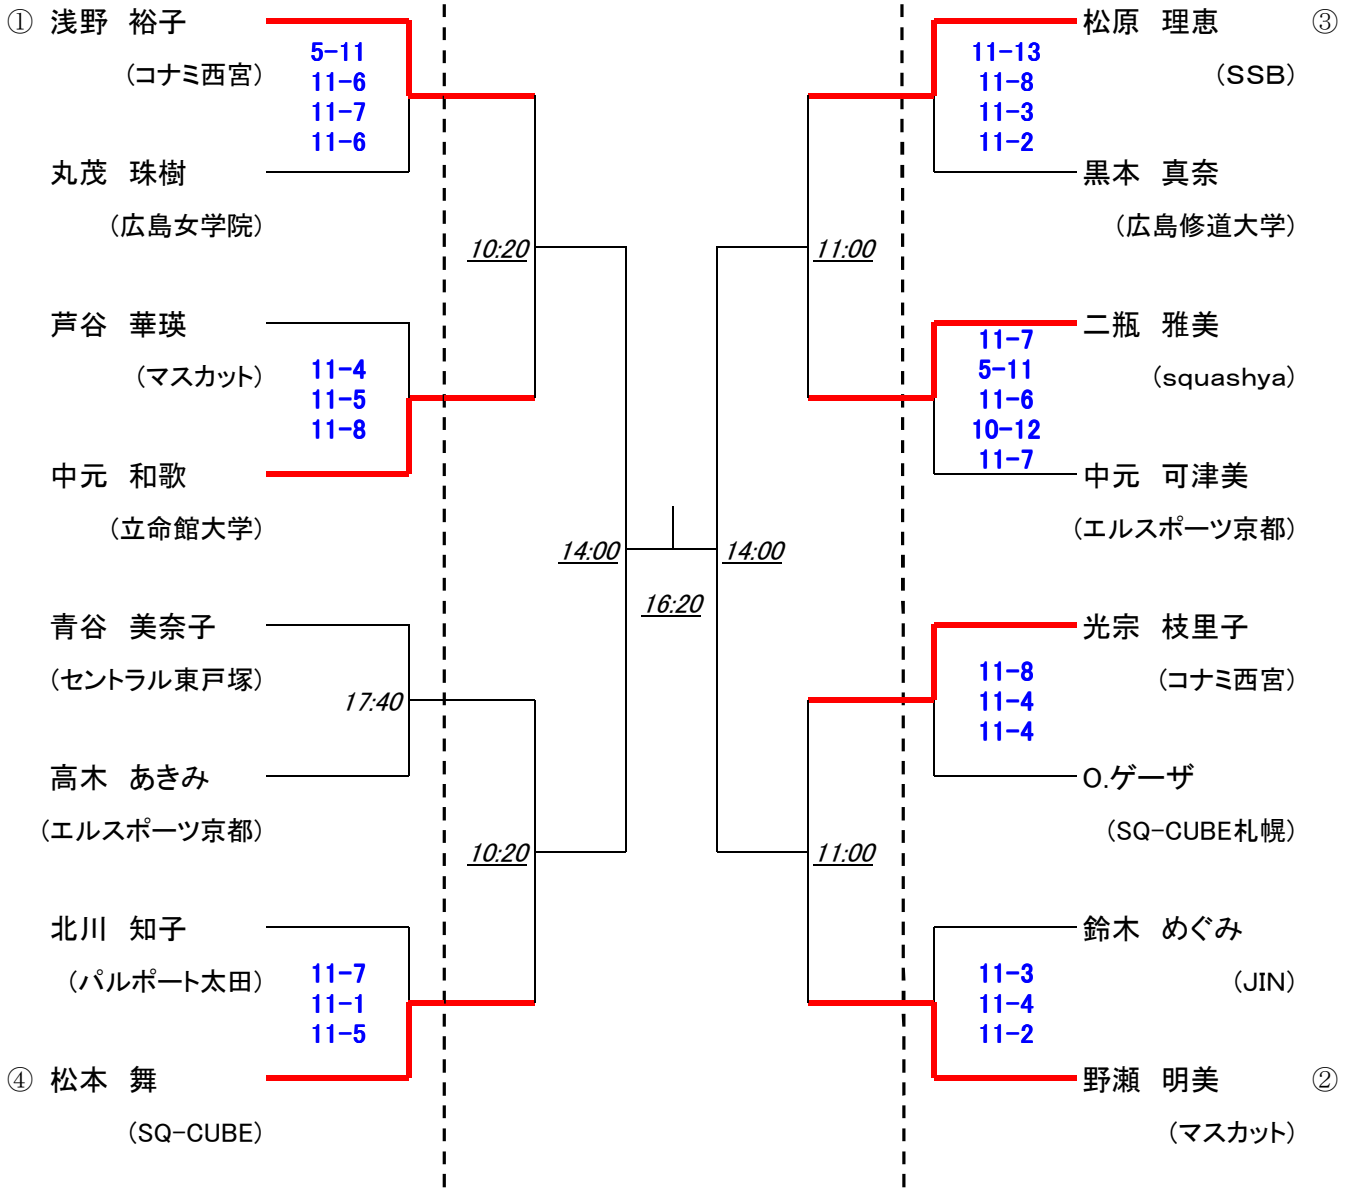 ① 浅野 裕子
(コナミ西宮)
5-11
11-6
11-7
11-6
丸茂 珠樹
(広島女学院)
10:20
芦谷 華瑛
(マスカット)
11-4
11-5
11-8
中元 和歌
(立命館大学)
14:00
青谷 美奈子
(セントラル東戸塚)
17:40
高木 あきみ
(エルスポーツ京都)
10:20
北川 知子
(パルポート太田)
11-7
11-1
11-5
④ 松本 舞
(SQ-CUBE)
16:20
松原 理恵 ③
(SSB)
11-13
11-8
11-3
11-2
黒本 真奈
(広島修道大学)
11:00
二瓶 雅美
(squashya)
11-7
5-11
11-6
10-12
11-7
中元 可津美
(エルスポーツ京都)
14:00
光宗 枝里子
(コナミ西宮)
11-8
11-4
11-4
O.ゲーザ
(SQ-CUBE札幌)
11:00
鈴木 めぐみ
(JIN)
11-3
11-4
11-2
野瀬 明美 ②
(マスカット)